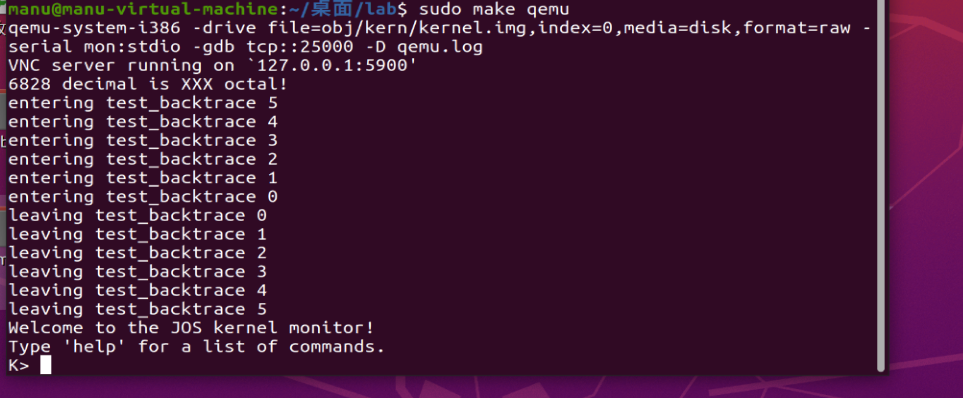 manu@manu-virtual-machine:~/桌面/lab$ sudo make qemu
qemu-system-i386 -drive file=obj/kern/kernel.img,index=0,media=disk,format=raw -
serial mon:stdio -gdb tcp::25000 -D qemu.log
VNC server running on `127.0.0.1:5900'
6828 decimal is XXX octal!
entering test_backtrace 5
entering test_backtrace 4
entering test_backtrace 3
entering test_backtrace 2
entering test_backtrace 1
entering test_backtrace 0
leaving test_backtrace 0
leaving test_backtrace 1
leaving test_backtrace 2
leaving test_backtrace 3
leaving test_backtrace 4
leaving test_backtrace 5
Welcome to the JOS kernel monitor!
Type 'help' for a list of commands.
K>